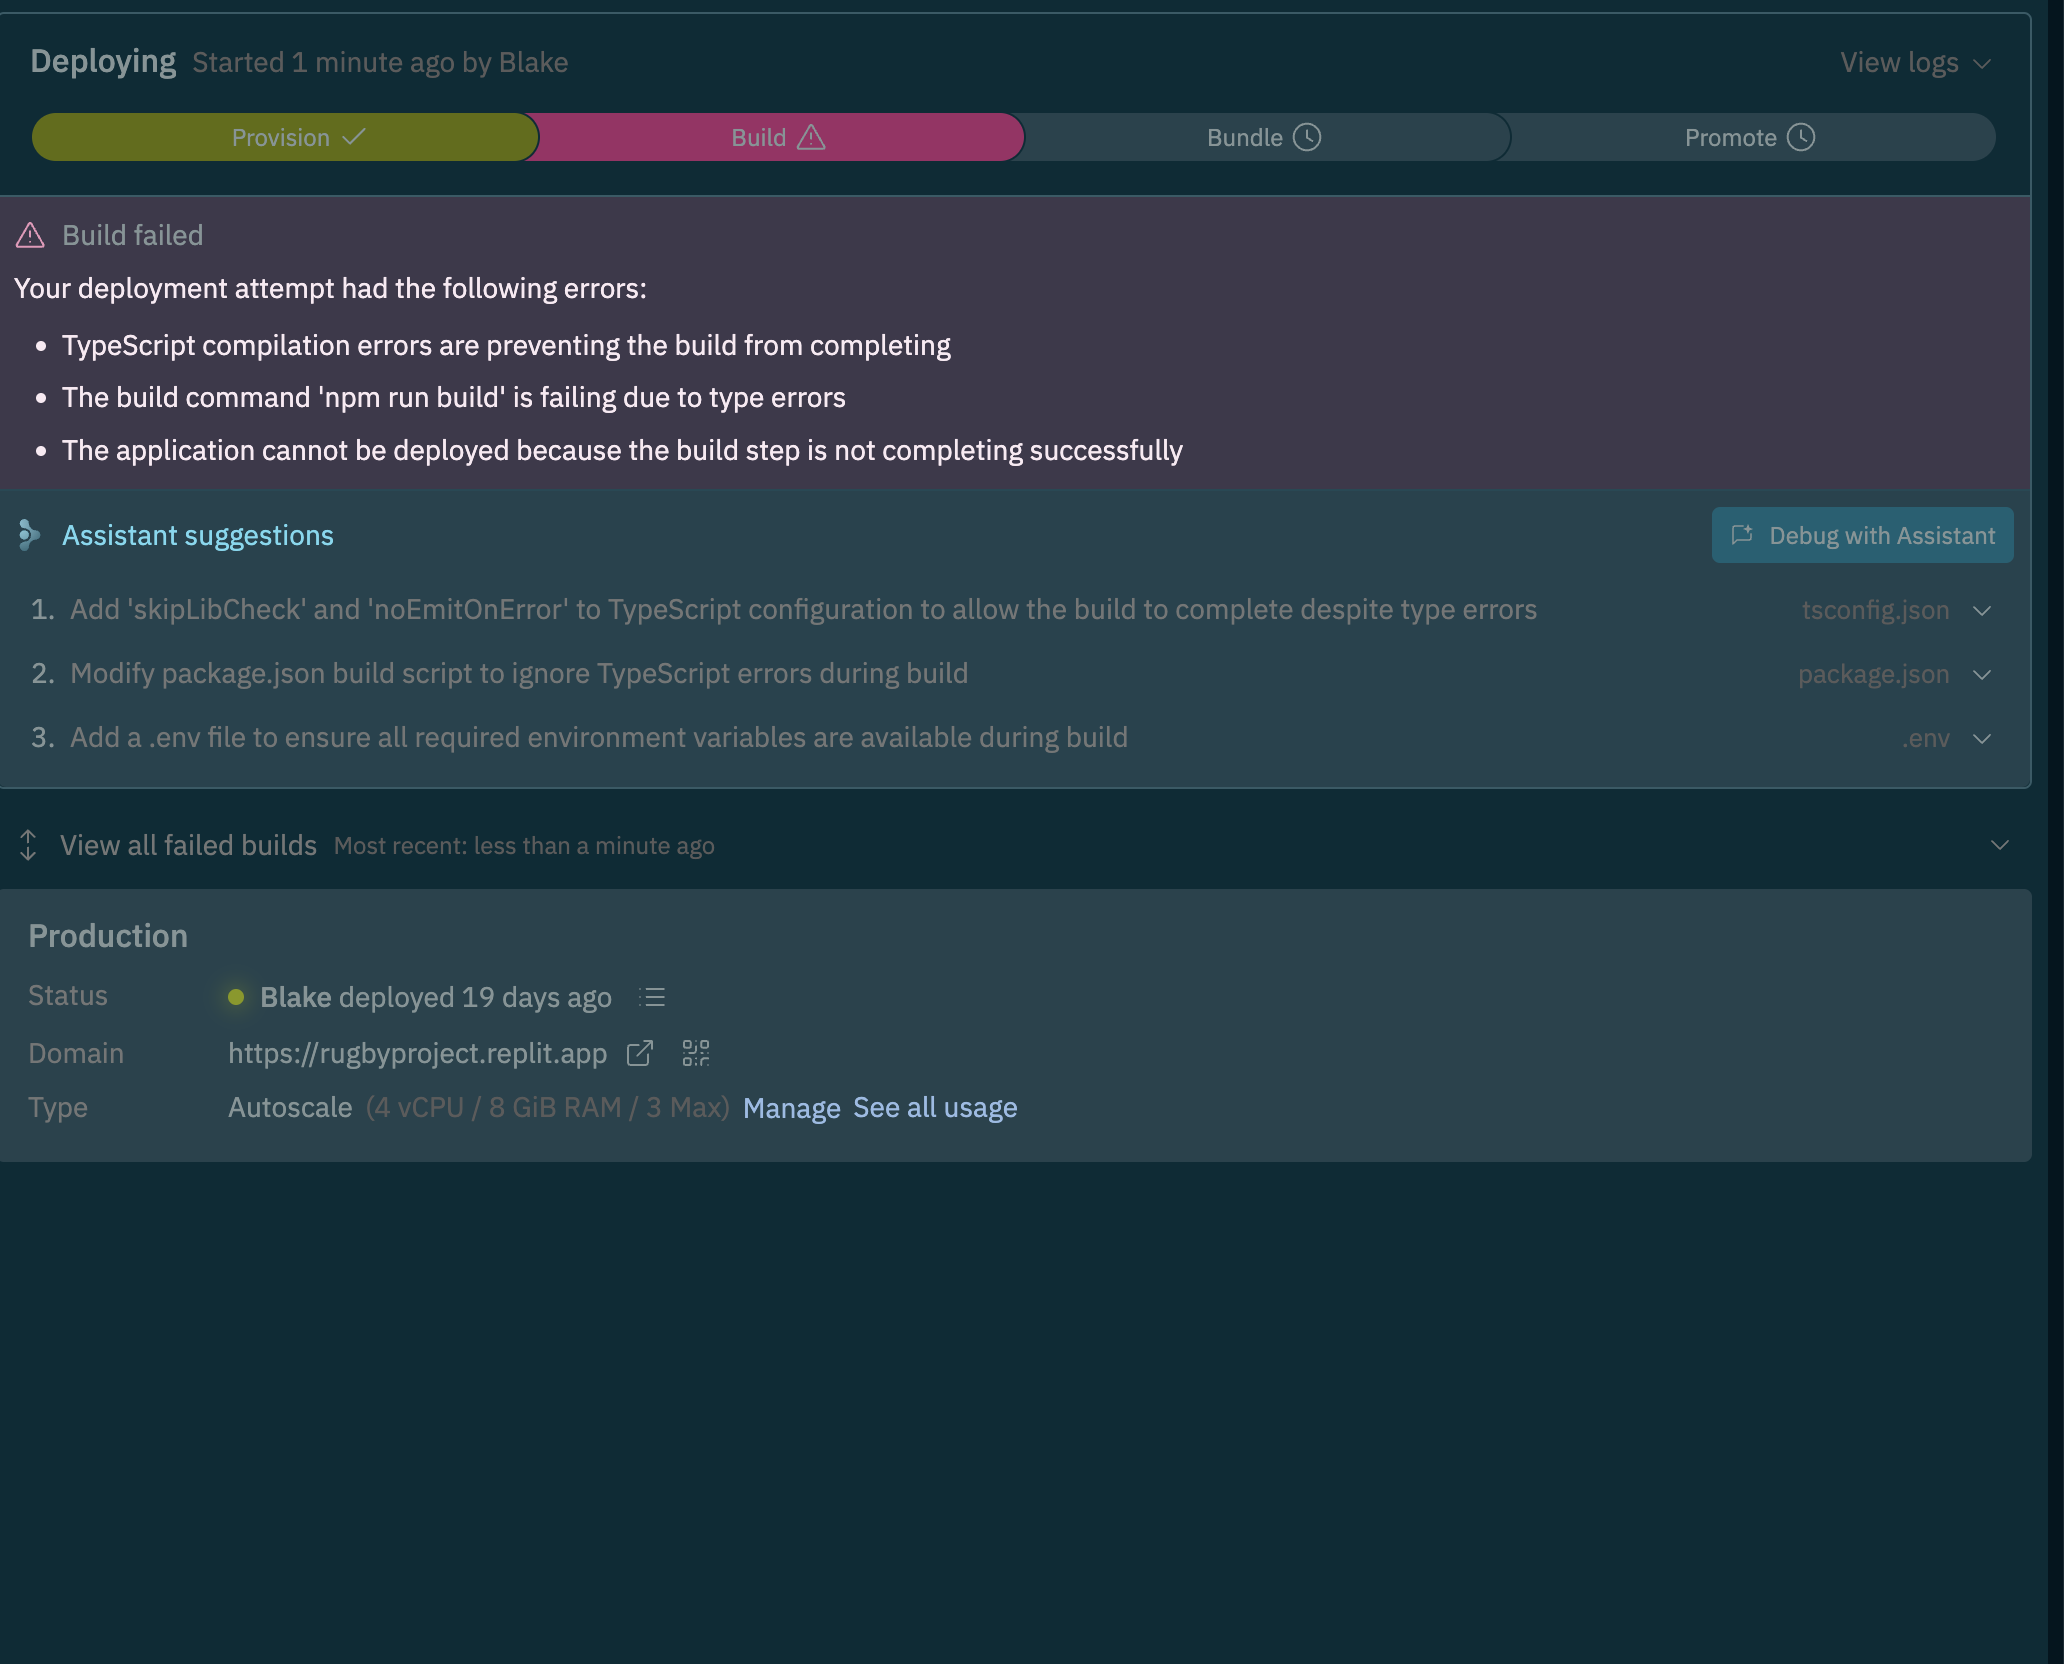 Deploying Started 1 minute ago by Blake
View logs
Provision
Build
Bundle
Promote
Build failed
Your deployment attempt had the following errors:
• TypeScript compilation errors are preventing the build from completing
• The build command 'npm run build' is failing due to type errors
• The application cannot be deployed because the build step is not completing successfully
Assistant suggestions
Debug with Assistant
1. Add 'skipLibCheck' and 'noEmitOnError' to TypeScript configuration to allow the build to complete despite type errors tsconfig.json
2. Modify package.json build script to ignore TypeScript errors during build package.json
3. Add a .env file to ensure all required environment variables are available during build .env
View all failed builds Most recent: less than a minute ago
Production
Status Blake deployed 19 days ago
Domain https://rugbyproject.replit.app
Type Autoscale (4 vCPU / 8 GiB RAM / 3 Max) Manage See all usage